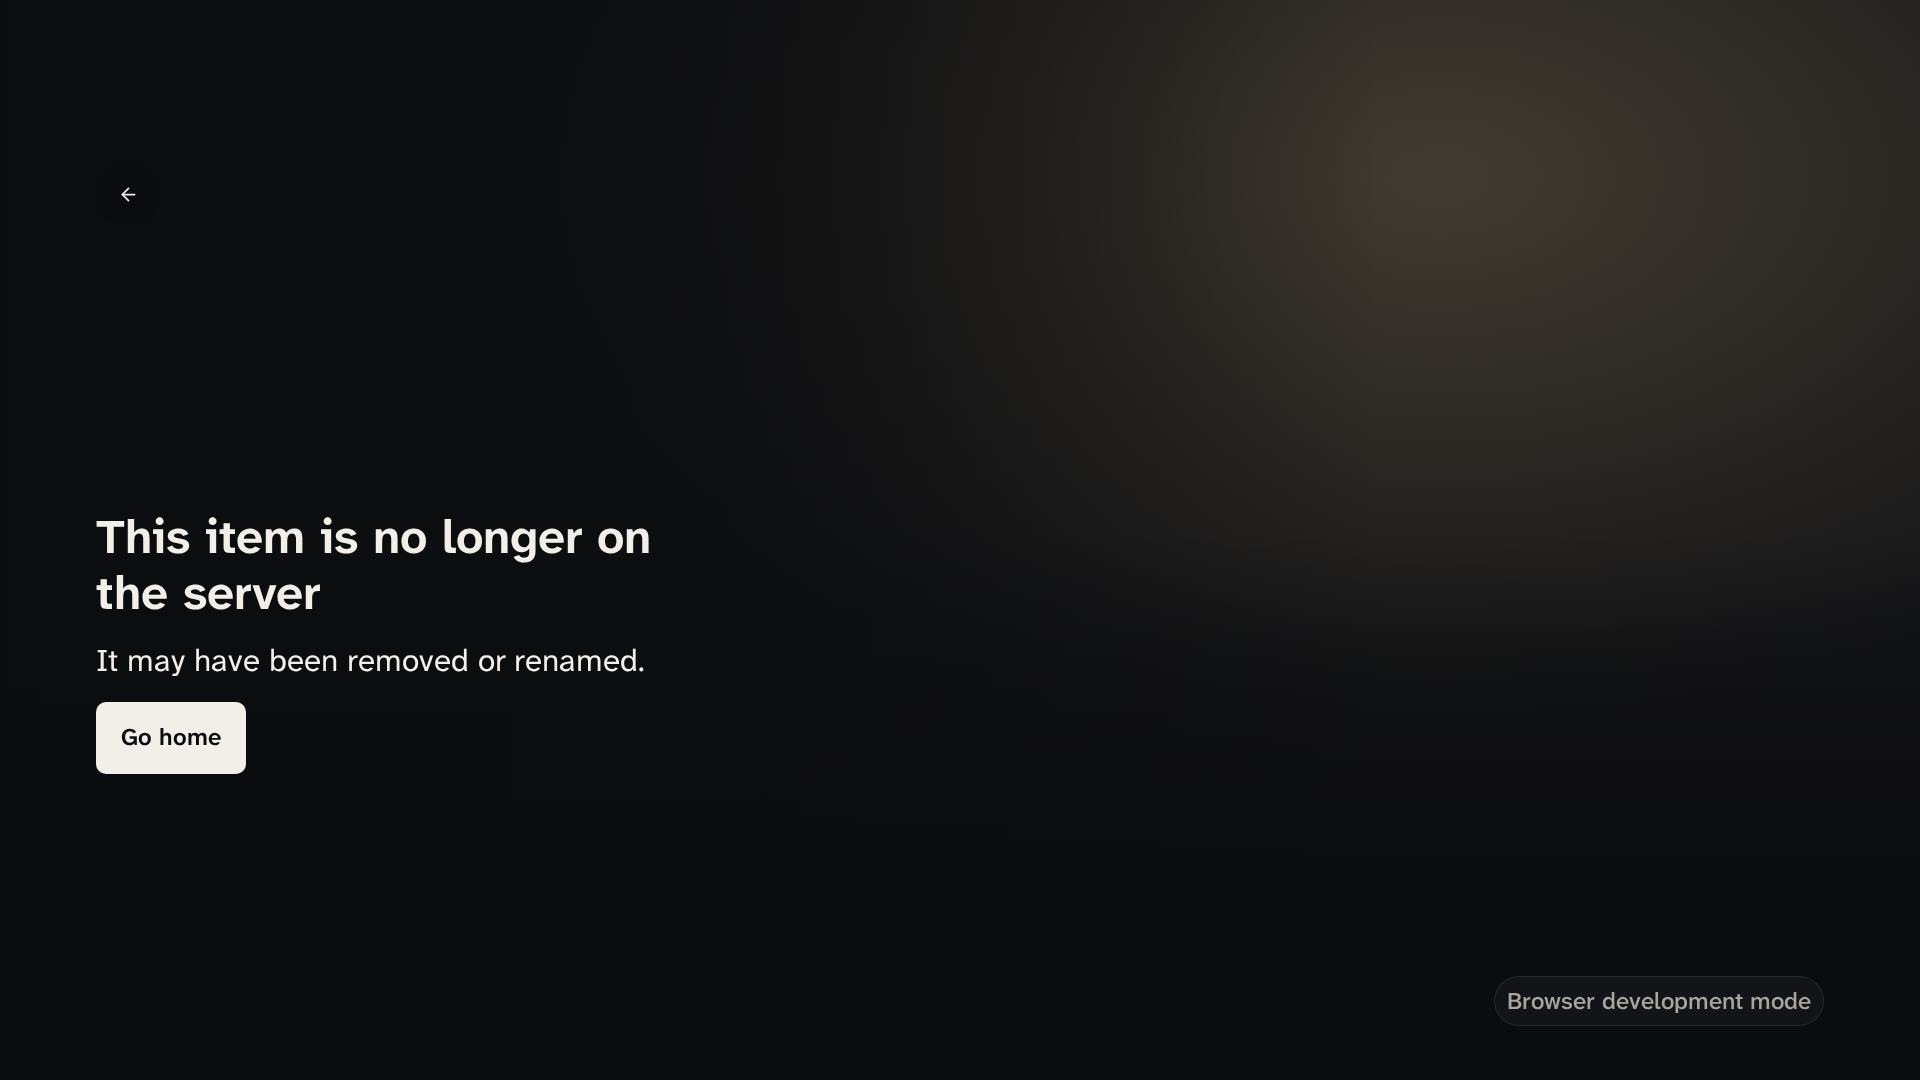 This item is no longer on
the server
It may have been removed or renamed.
Go home
Browser development mode